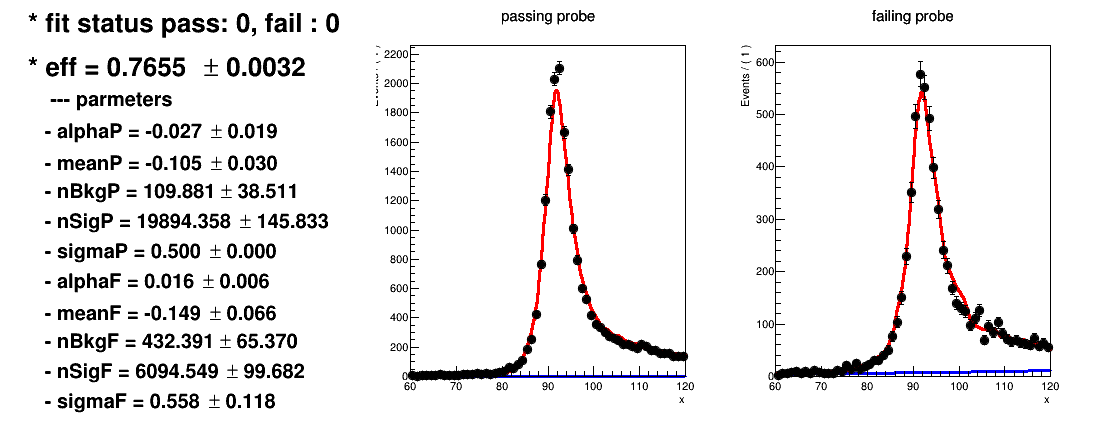 * fit status pass: 0, fail : 0
* eff = 0.7655 ± 0.0032
--- parmeters
- alphaP = -0.027 ± 0.019
- meanP = -0.105 ± 0.030
- nBkgP = 109.881 ± 38.511
- nSigP = 19894.358 ± 145.833
- sigmaP = 0.500 ± 0.000
- alphaF = 0.016 ± 0.006
- meanF = -0.149 ± 0.066
- nBkgF = 432.391 ± 65.370
- nSigF = 6094.549 ± 99.682
- sigmaF = 0.558 ± 0.118
passing probe
2200
2000
1800
1600
1400
1200
1000
800
600
400
200
0
60 70 80 90 100 110 120
x
failing probe
Events / ( 1 )
600
500
400
300
200
100
0
60 70 80 90 100 110 120
x